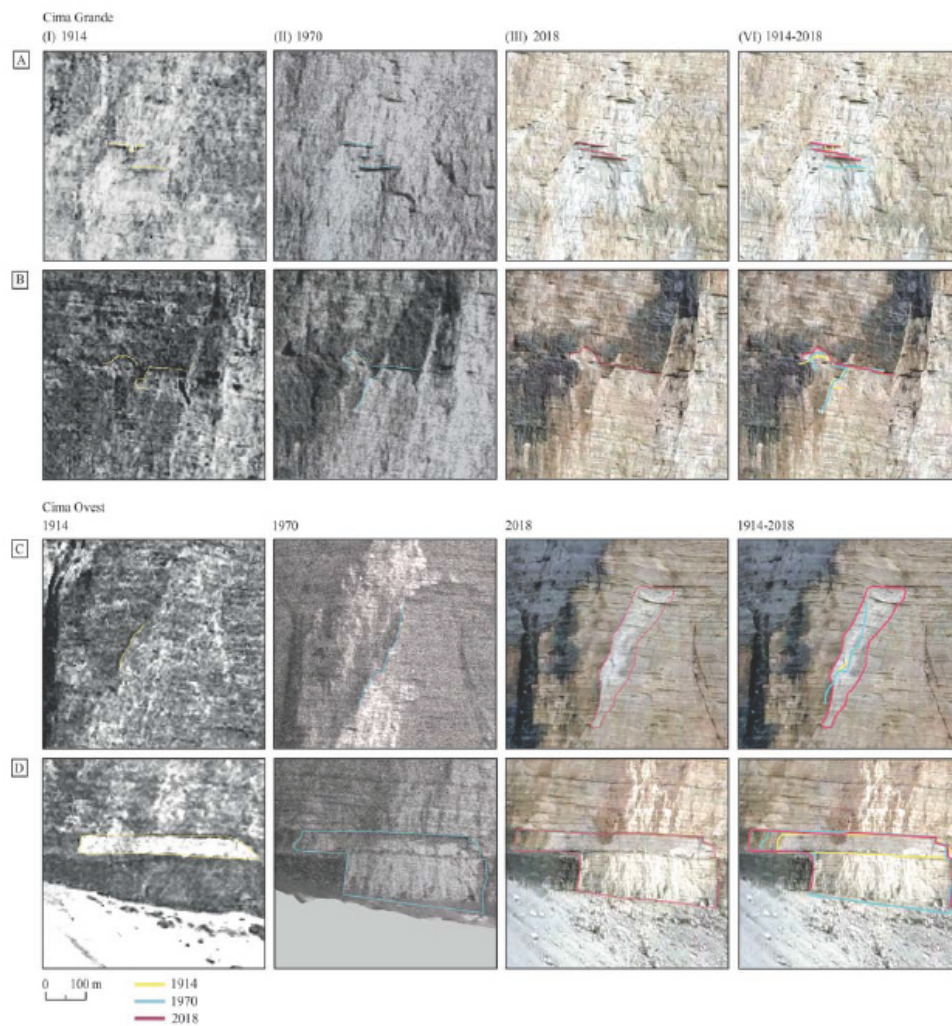 Cima Grande
(I) 1914 (II) 1970 (III) 2018 (VI) 1914-2018
A
B
Cima Ovest
1914 1970 2018 1914-2018
C
D
0 100 m
1914
1970
2018